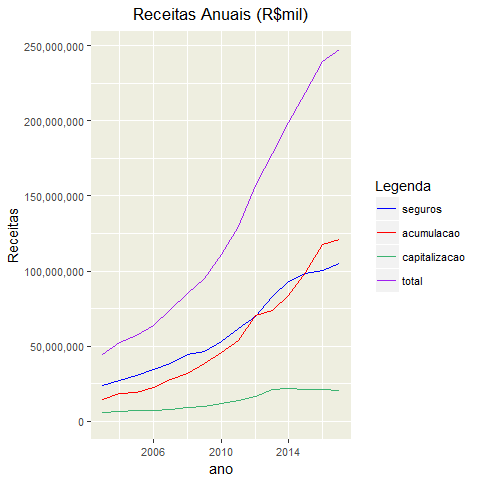 Receitas Anuais (R$mil)
250,000,000
200,000,000
150,000,000
100,000,000
50,000,000
0
Receitas
2006 2010 2014
ano
Legenda
seguros
acumulacao
capitalizacao
total